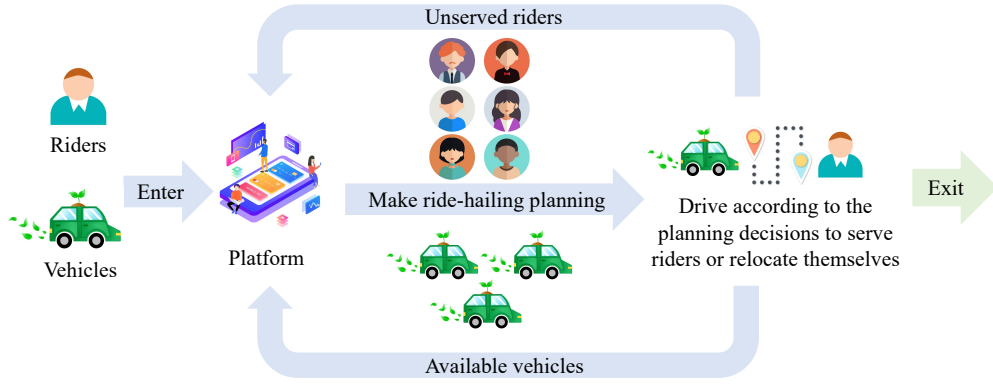 Unserved riders
Riders
Enter
Vehicles
Platform
Make ride-hailing planning
Drive according to the
planning decisions to serve
riders or relocate themselves
Exit
Available vehicles